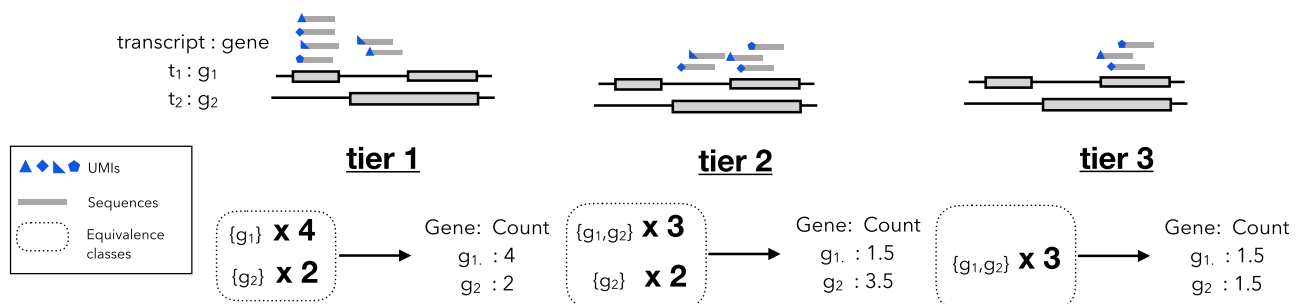 transcript : gene
t₁ : g₁
t₂ : g₂
tier 1
tier 2
tier 3
UMIs
Sequences
Equivalence
classes
{g₁} x 4
{g₂} x 2
Gene: Count
g₁. : 4
g₂ : 2
{g₁,g₂} x 3
{g₂} x 2
Gene: Count
g₁. : 1.5
g₂ : 3.5
{g₁,g₂} x 3
Gene: Count
g₁. : 1.5
g₂ : 1.5